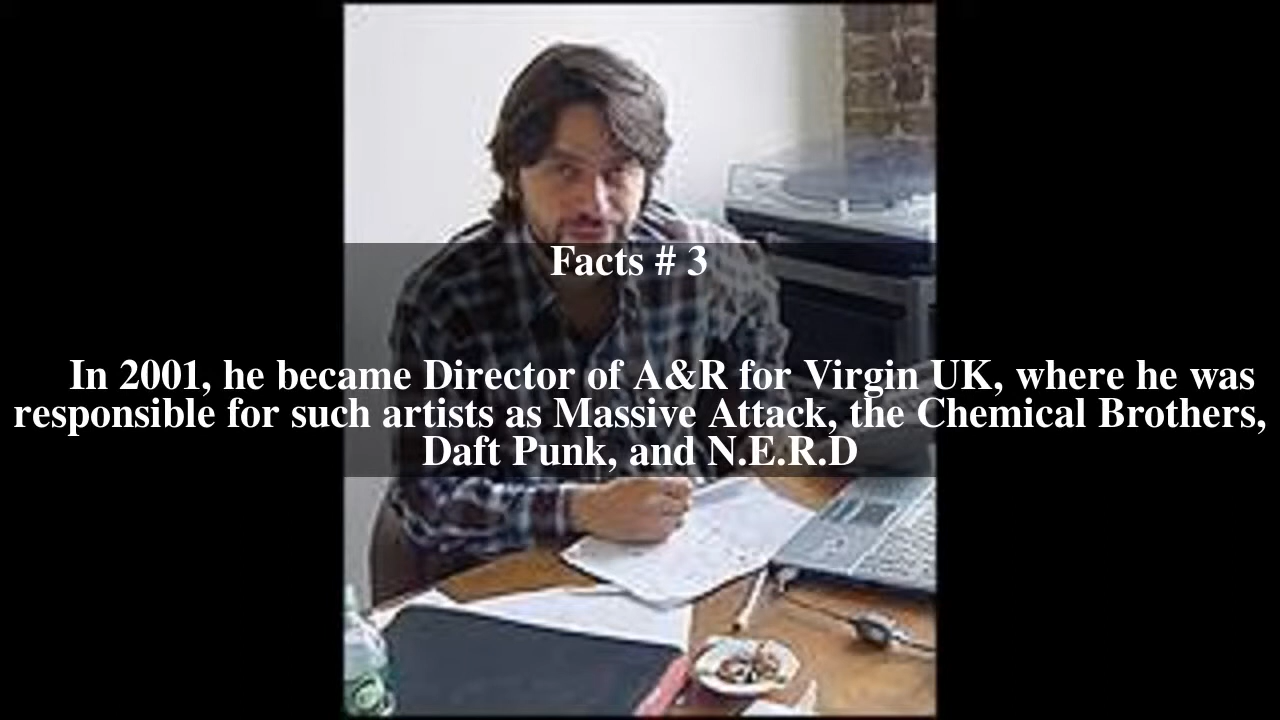 Facts # 3
In 2001, he became Director of A&R for Virgin UK, where he was
responsible for such artists as Massive Attack, the Chemical Brothers,
Daft Punk, and N.E.R.D